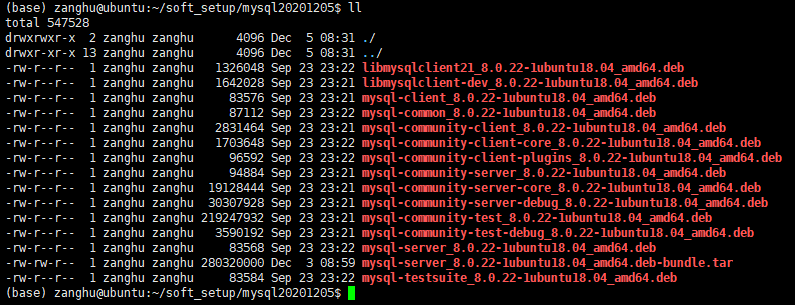 (base) zanghu@ubuntu:~/soft_setup/mysql20201205$ ll
total 547528
drwxrwxr-x  2 zanghu zanghu      4096 Dec  5 08:31 ./
drwxr-xr-x 13 zanghu zanghu      4096 Dec  5 08:31 ../
-rw-r--r--  1 zanghu zanghu   1326048 Sep 23 23:22 libmysqlclient21_8.0.22-1ubuntu18.04_amd64.deb
-rw-r--r--  1 zanghu zanghu   1642028 Sep 23 23:22 libmysqlclient-dev_8.0.22-1ubuntu18.04_amd64.deb
-rw-r--r--  1 zanghu zanghu     83576 Sep 23 23:22 mysql-client_8.0.22-1ubuntu18.04_amd64.deb
-rw-r--r--  1 zanghu zanghu     87112 Sep 23 23:22 mysql-common_8.0.22-1ubuntu18.04_amd64.deb
-rw-r--r--  1 zanghu zanghu   2831464 Sep 23 23:21 mysql-community-client_8.0.22-1ubuntu18.04_amd64.deb
-rw-r--r--  1 zanghu zanghu   1703648 Sep 23 23:22 mysql-community-client-core_8.0.22-1ubuntu18.04_amd64.deb
-rw-r--r--  1 zanghu zanghu     96592 Sep 23 23:22 mysql-community-client-plugins_8.0.22-1ubuntu18.04_amd64.deb
-rw-r--r--  1 zanghu zanghu     94884 Sep 23 23:21 mysql-community-server_8.0.22-1ubuntu18.04_amd64.deb
-rw-r--r--  1 zanghu zanghu  19128444 Sep 23 23:21 mysql-community-server-core_8.0.22-1ubuntu18.04_amd64.deb
-rw-r--r--  1 zanghu zanghu  30307928 Sep 23 23:21 mysql-community-server-debug_8.0.22-1ubuntu18.04_amd64.deb
-rw-r--r--  1 zanghu zanghu 219247932 Sep 23 23:21 mysql-community-test_8.0.22-1ubuntu18.04_amd64.deb
-rw-r--r--  1 zanghu zanghu   3590192 Sep 23 23:21 mysql-community-test-debug_8.0.22-1ubuntu18.04_amd64.deb
-rw-r--r--  1 zanghu zanghu     83568 Sep 23 23:22 mysql-server_8.0.22-1ubuntu18.04_amd64.deb
-rw-rw-r--  1 zanghu zanghu 280320000 Dec  3 08:59 mysql-server_8.0.22-1ubuntu18.04_amd64.deb-bundle.tar
-rw-r--r--  1 zanghu zanghu     83584 Sep 23 23:22 mysql-testsuite_8.0.22-1ubuntu18.04_amd64.deb
(base) zanghu@ubuntu:~/soft_setup/mysql20201205$